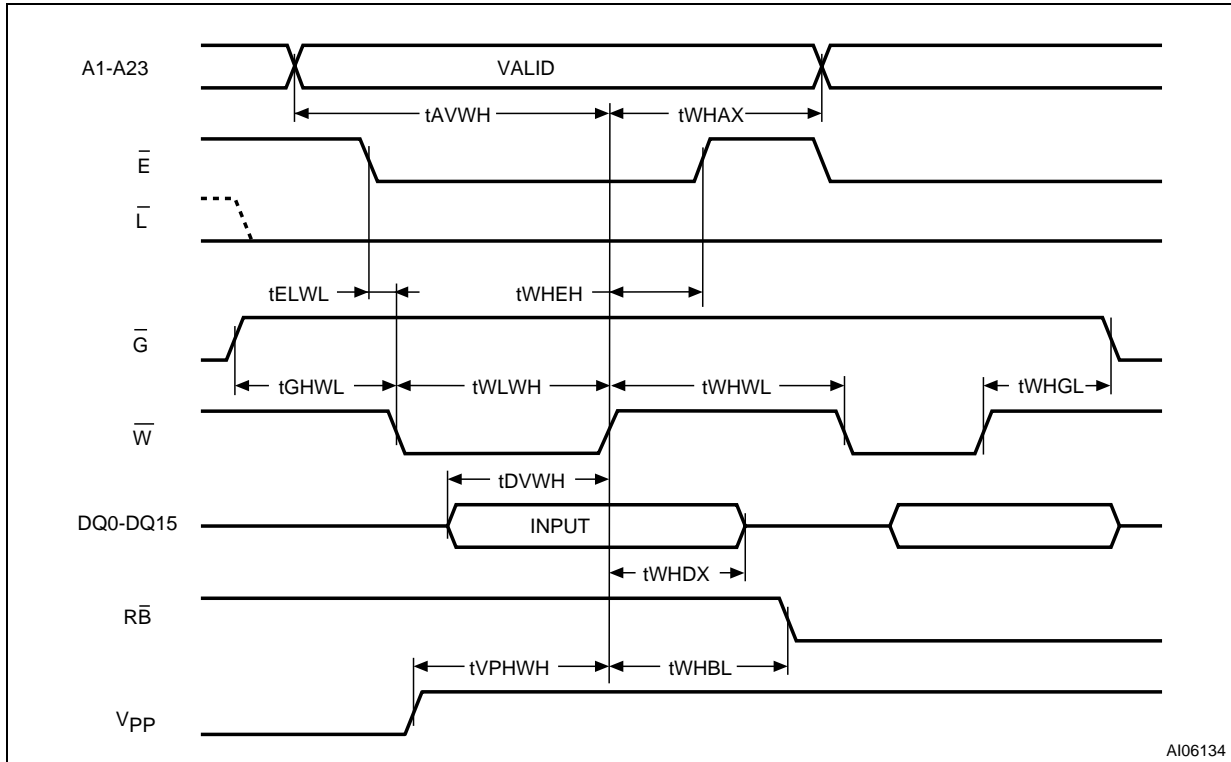 A1-A23
VALID
tAVWH
tWHAX
E̅
L̅
tELWL
tWHEH
G̅
tGHWL
tWLWH
tWHWL
tWHGL
W̅
tDVWH
DQ0-DQ15
INPUT
tWHDX
RB̅
tVPHWH
tWHBL
VPP
AI06134